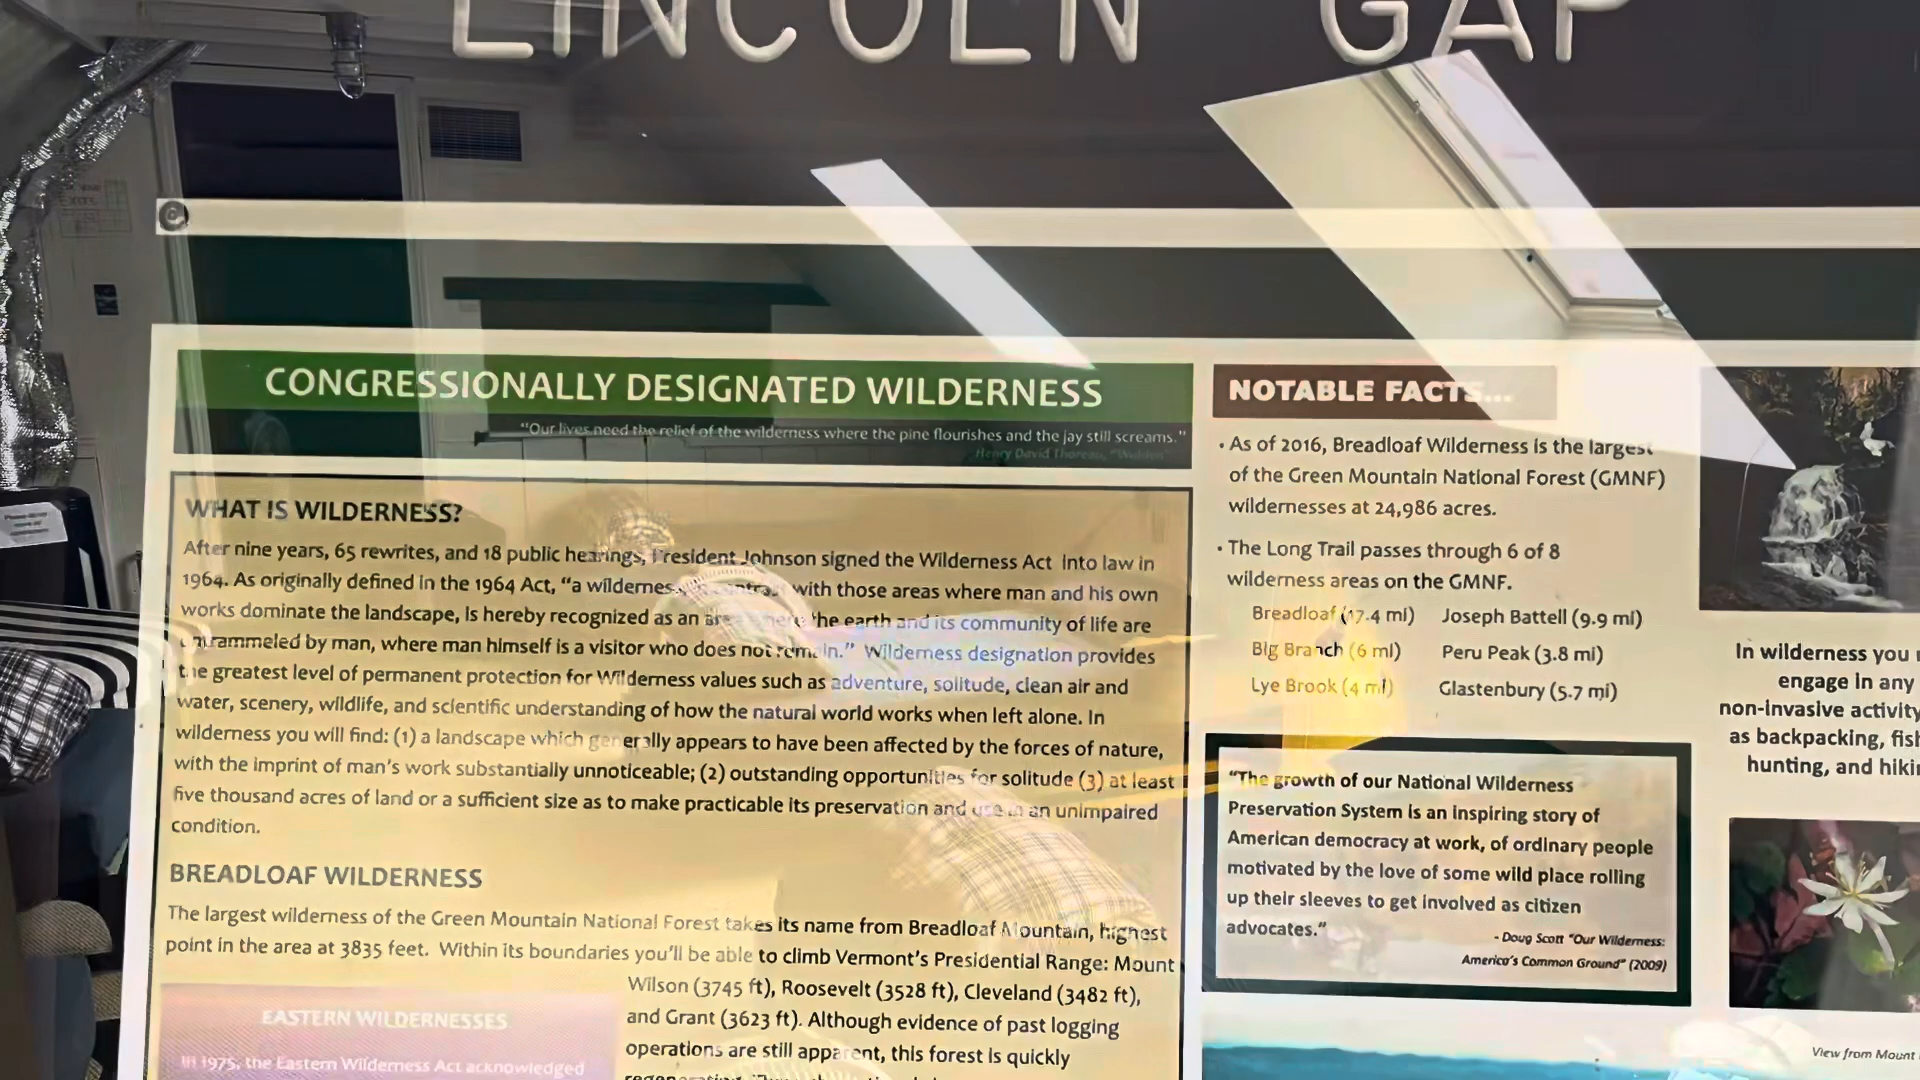 LINCOLN GAP
CONGRESSIONALLY DESIGNATED WILDERNESS
"Our lives need the relief of the wilderness where the pine flourishes and the jay still screams."
Henry David Thoreau, "Walden"
WHAT IS WILDERNESS?
After nine years, 65 rewrites, and 18 public hearings, President Johnson signed the Wilderness Act into law in
1964. As originally defined in the 1964 Act, "a wilderness, with those areas where man and his own
works dominate the landscape, is hereby recognized as an area where the earth and its community of life are
untrammeled by man, where man himself is a visitor who does not remain." Wilderness designation provides
the greatest level of permanent protection for Wilderness values such as adventure, solitude, clean air and
water, scenery, wildlife, and scientific understanding of how the natural world works when left alone. In
wilderness you will find: (1) a landscape which generally appears to have been affected by the forces of nature,
with the imprint of man's work substantially unnoticeable; (2) outstanding opportunities for solitude (3) at least
five thousand acres of land or a sufficient size as to make practicable its preservation and use in an unimpaired
condition.
BREADLOAF WILDERNESS
The largest wilderness of the Green Mountain National Forest takes its name from Breadloaf Mountain, highest
point in the area at 3835 feet. Within its boundaries you'll be able to climb Vermont's Presidential Range: Mount
Wilson (3745 ft), Roosevelt (3528 ft), Cleveland (3482 ft),
and Grant (3623 ft). Although evidence of past logging
operations are still apparent, this forest is quickly
EASTERN WILDERNESSES
In 1975, the Eastern Wilderness Act acknowledged
NOTABLE FACTS...
• As of 2016, Breadloaf Wilderness is the largest
of the Green Mountain National Forest (GMNF)
wildernesses at 24,986 acres.
• The Long Trail passes through 6 of 8
wilderness areas on the GMNF.
Breadloaf (17.4 mi) Joseph Battell (9.9 mi)
Big Branch (6 mi) Peru Peak (3.8 mi)
Lye Brook (4 mi) Glastenbury (5.7 mi)
"The growth of our National Wilderness
Preservation System is an inspiring story of
American democracy at work, of ordinary people
motivated by the love of some wild place rolling
up their sleeves to get involved as citizen
advocates."
- Doug Scott "Our Wilderness:
America's Common Ground" (2009)
In wilderness you
engage in any
non-invasive activity
as backpacking,
hunting, and
View from Mount